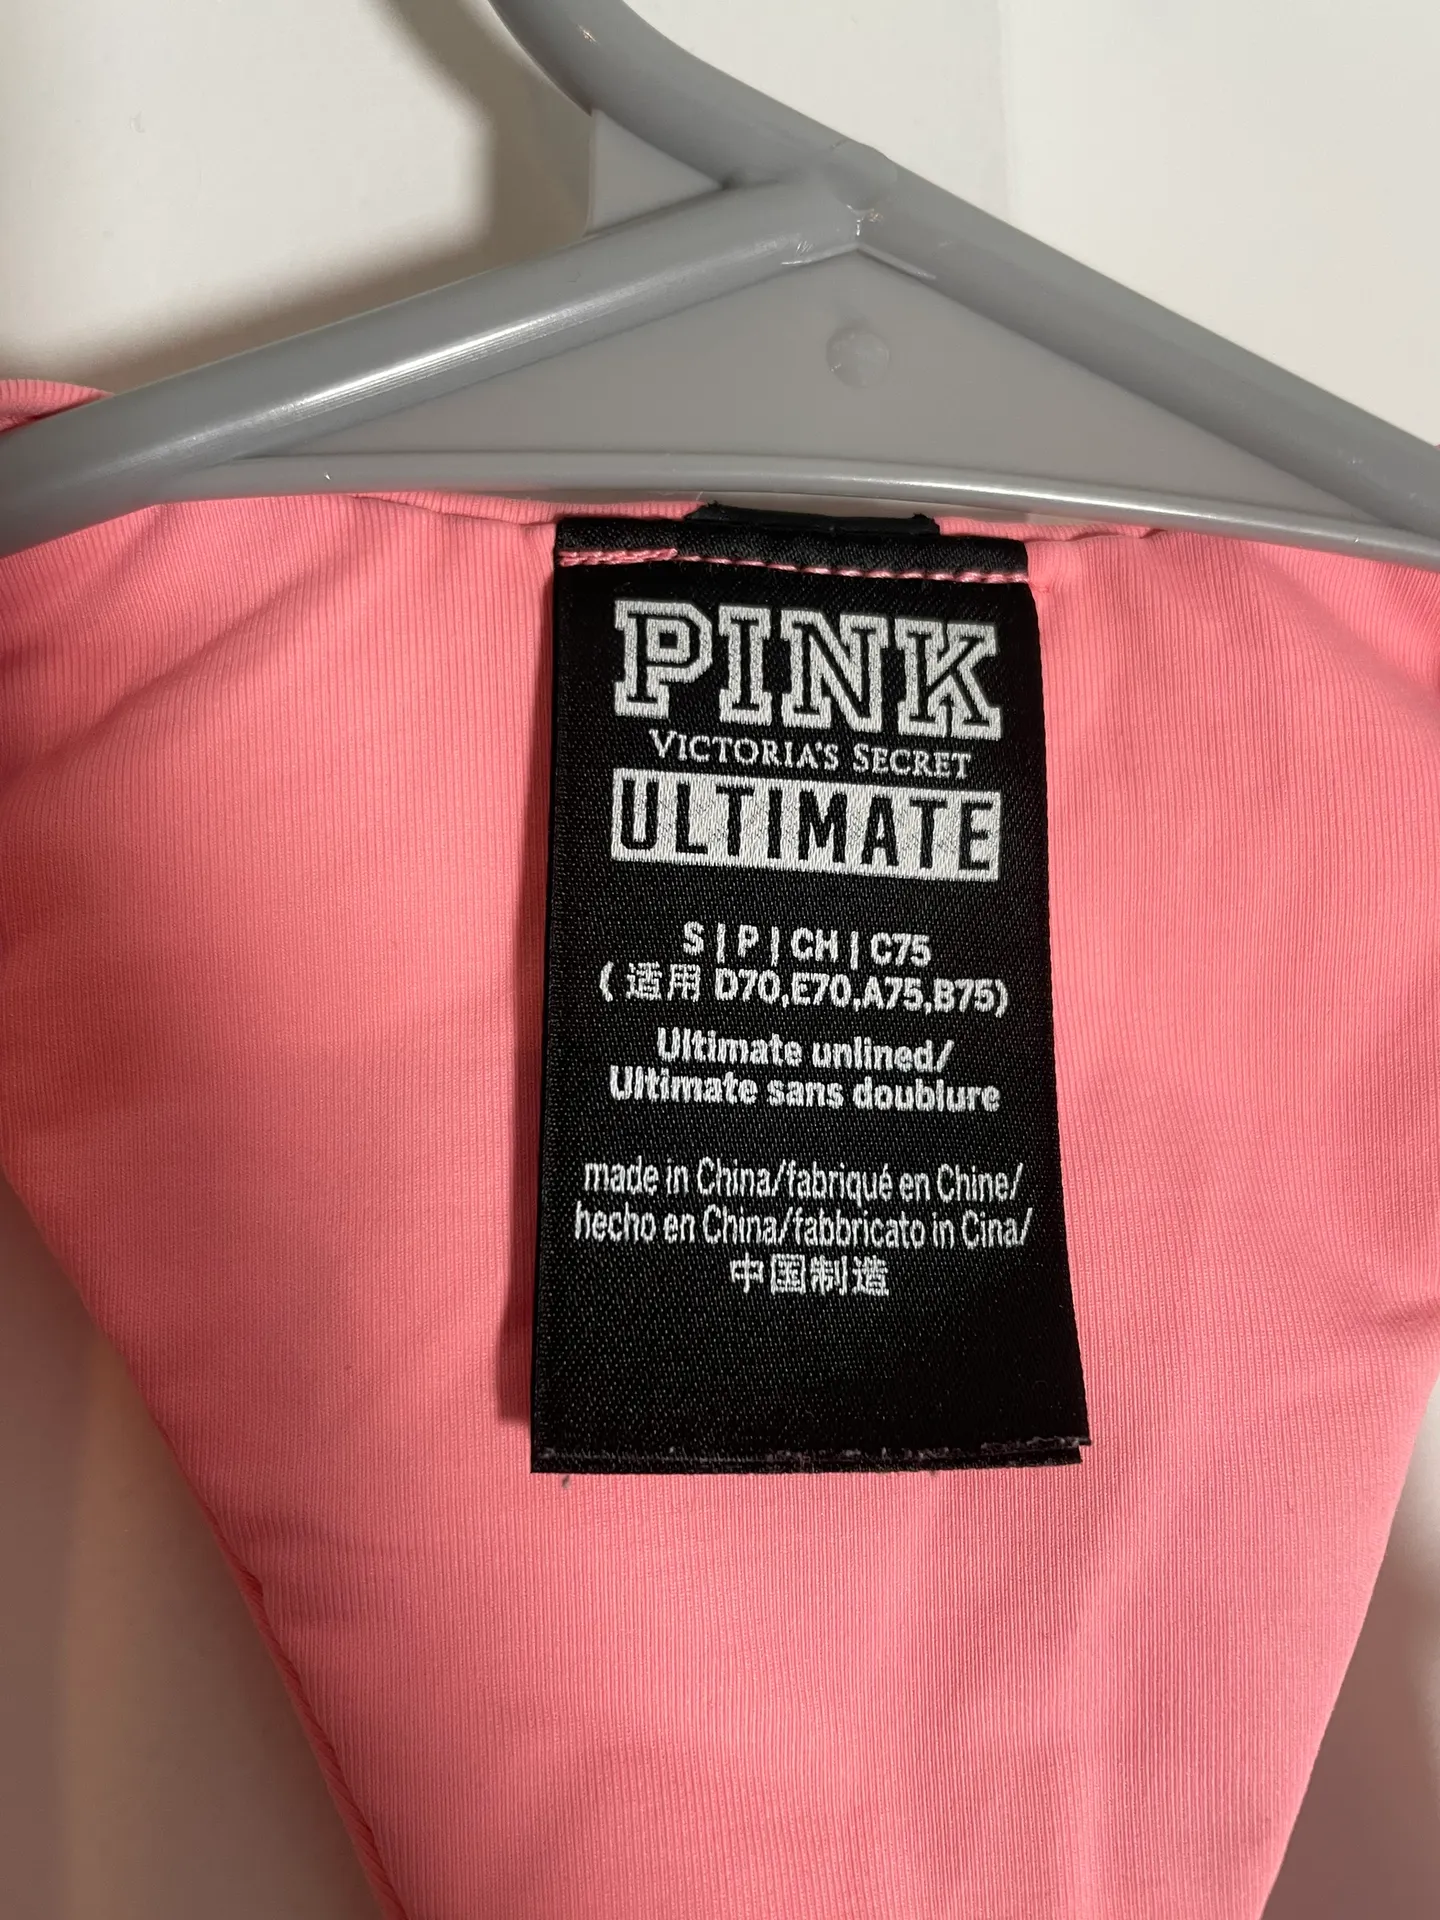 PINK
VICTORIA'S SECRET
ULTIMATE
S | P | CH | C75
( 适用 D70,E70,A75,B75)
Ultimate unlined/
Ultimate sans doublure
made in China/fabriqué en Chine/
hecho en China/fabbricato in Cina/
中国制造